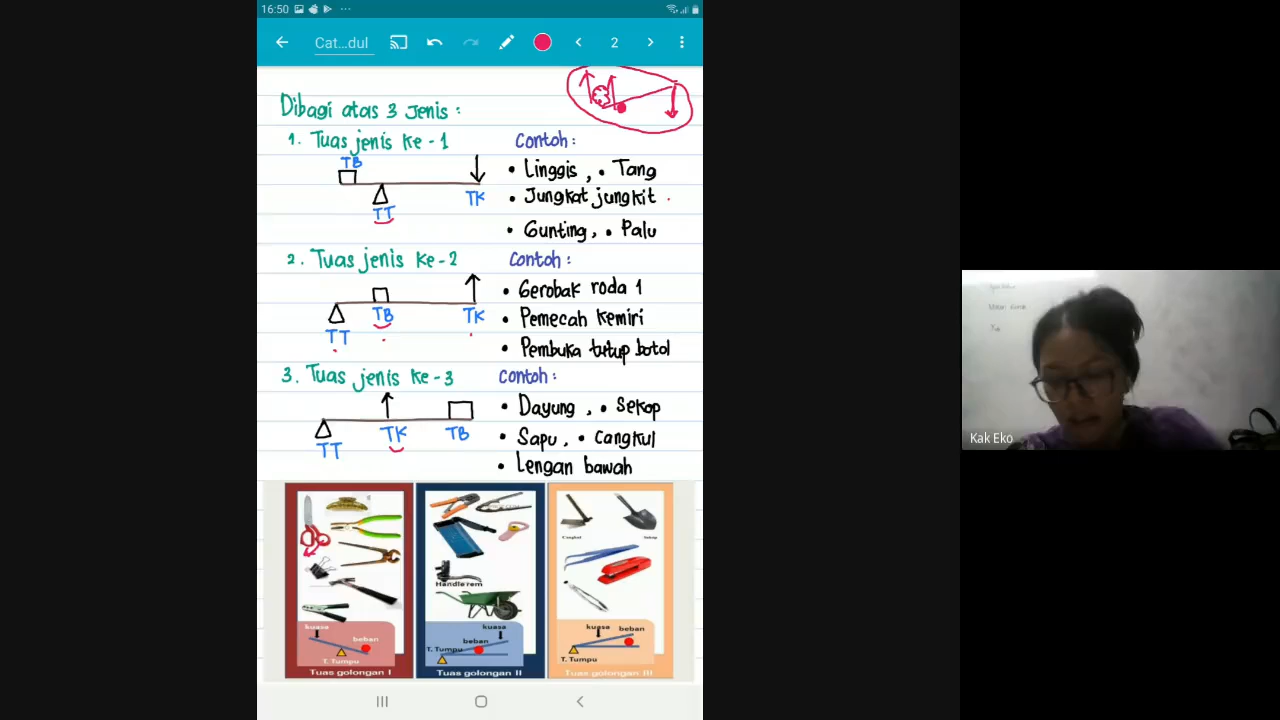 16:50
Cat...dul
2
Dibagi atas 3 Jenis :
1. Tuas jenis ke - 1
Contoh :
TB
TT
TK
• Linggis , • Tang
• Jungkat jungkit
• Gunting , • Palu
2. Tuas jenis ke - 2
Contoh :
TT
TB
TK
• Gerobak roda 1
• Pemecah kemiri
• Pembuka tutup botol
3. Tuas jenis ke - 3
Contoh :
TT
TK
TB
• Dayung , • Sekop
• Sapu , • Cangkul
• Lengan bawah
Handle rem
Cangkul
Sekop
kuasa
beban
T. Tumpu
Tuas golongan I
kuasa
beban
T. Tumpu
Tuas golongan II
kuasa
beban
T. Tumpu
Tuas golongan III
Kak Eko